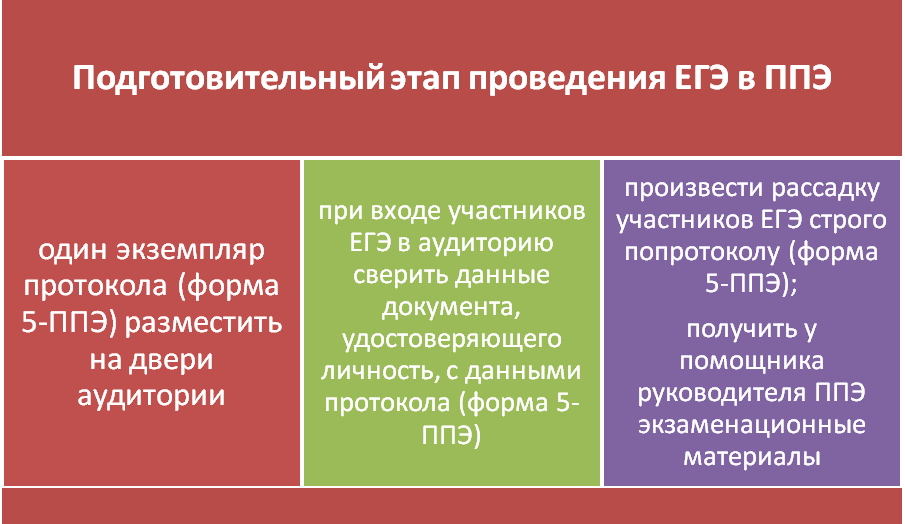 Подготовительный этап проведения ЕГЭ в ППЭ
один экземпляр
протокола (форма
5-ППЭ) разместить
на двери
аудитории
при входе участников
ЕГЭ в аудиторию
сверить данные
документа,
удостоверяющего
личность, с данными
протокола (форма 5-
ППЭ)
произвести рассадку
участников ЕГЭ строго
попротоколу (форма
5-ППЭ);
получить у
помощника
руководителя ППЭ
экзаменационные
материалы